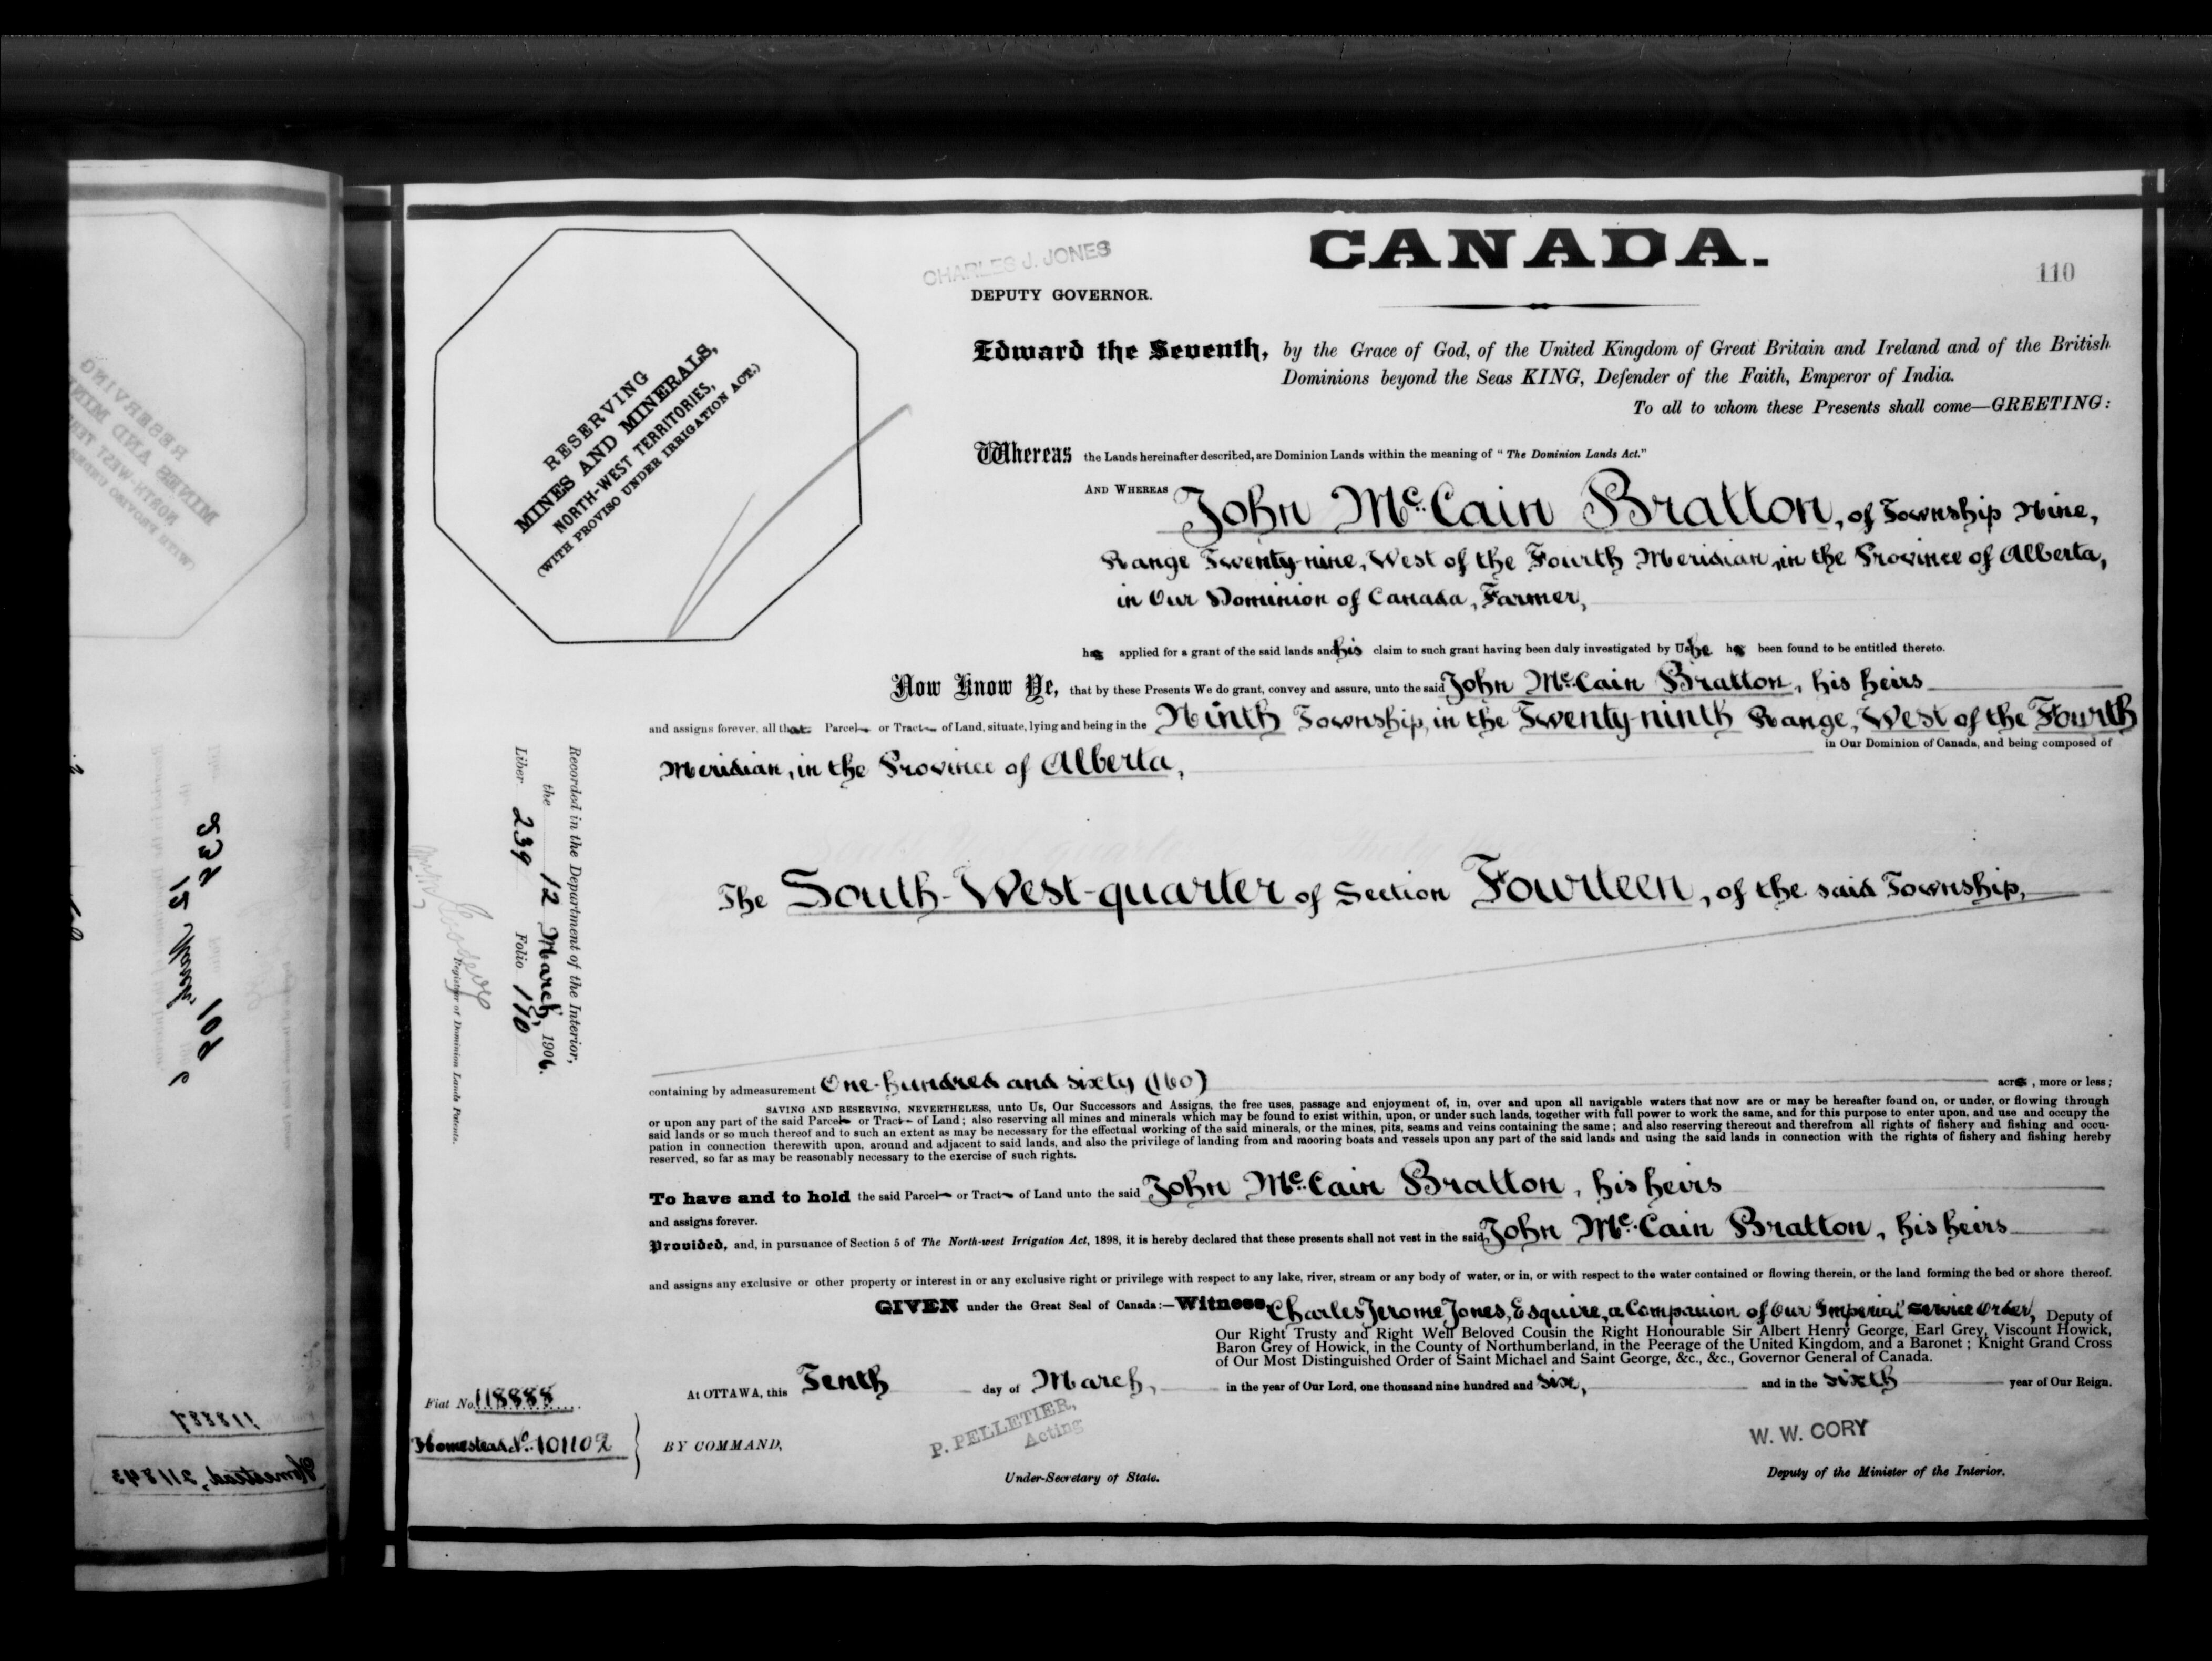 CANADA.
110
CHARLES J. JONES
DEPUTY GOVERNOR.
RESERVING
MINES AND MINERALS,
NORTH-WEST TERRITORIES,
(WITH PROVISO UNDER IRRIGATION ACT.)
Edward the Seventh, by the Grace of God, of the United Kingdom of Great Britain and Ireland and of the British
Dominions beyond the Seas KING, Defender of the Faith, Emperor of India.
To all to whom these Presents shall come—GREETING:
Whereas the Lands hereinafter described, are Dominion Lands within the meaning of "The Dominion Lands Act."
AND WHEREAS John McCain Bratton, of Township Nine,
Range Twenty-nine, West of the Fourth Meridian, in the Province of Alberta,
in Our Dominion of Canada, Farmer,
has applied for a grant of the said lands and his claim to such grant having been duly investigated by Us he has been found to be entitled thereto.
Now Know Ye, that by these Presents We do grant, convey and assure, unto the said John McCain Bratton, his heirs
and assigns forever, all that Parcel or Tract of Land, situate, lying and being in the Ninth Township, in the Twenty-ninth Range, West of the Fourth
in Our Dominion of Canada, and being composed of
Meridian, in the Province of Alberta,
The South-West-quarter of Section Fourteen, of the said Township,
containing by admeasurement One hundred and sixty (160) acres, more or less;
SAVING AND RESERVING, NEVERTHELESS, unto Us, Our Successors and Assigns, the free uses, passage and enjoyment of, in, over and upon all navigable waters that now are or may be hereafter found on, or under, or flowing through
or upon any part of the said Parcel or Tract of Land; also reserving all mines and minerals which may be found to exist within, upon, or under such lands, together with full power to work the same, and for this purpose to enter upon, and use and occupy the
said lands or so much thereof and to such an extent as may be necessary for the effectual working of the said minerals, or the mines, pits, seams and veins containing the same; and also reserving thereout and therefrom all rights of fishery and fishing and occu-
pation in connection therewith upon, around and adjacent to said lands, and also the privilege of landing from and mooring boats and vessels upon any part of the said lands and using the said lands in connection with the rights of fishery and fishing hereby
reserved, so far as may be reasonably necessary to the exercise of such rights.
To have and to hold the said Parcel or Tract of Land unto the said John McCain Bratton, his heirs
and assigns forever.
Provided, and, in pursuance of Section 5 of The North-west Irrigation Act, 1898, it is hereby declared that these presents shall not vest in the said John McCain Bratton, his heirs
and assigns any exclusive or other property or interest in or any exclusive right or privilege with respect to any lake, river, stream or any body of water, or in, or with respect to the water contained or flowing therein, or the land forming the bed or shore thereof.
GIVEN under the Great Seal of Canada:—Witness, Charles Jerome Jones, Esquire, a Companion of Our Imperial Service Order, Deputy of
Our Right Trusty and Right Well Beloved Cousin the Right Honourable Sir Albert Henry George, Earl Grey, Viscount Howick,
Baron Grey of Howick, in the County of Northumberland, in the Peerage of the United Kingdom, and a Baronet; Knight Grand Cross
of Our Most Distinguished Order of Saint Michael and Saint George, &c., &c., Governor General of Canada.
At OTTAWA, this Tenth day of March, in the year of Our Lord, one thousand nine hundred and six, and in the sixth year of Our Reign.
Fiat No. 118888
Homestead No. 101102
BY COMMAND,
P. PELLETIER,
Acting
Under-Secretary of State.
W. W. CORY
Deputy of the Minister of the Interior.
Recorded in the Department of the Interior,
the 12 March, 1906.
Liber 239 Folio 110
Registrar of Dominion Lands Patents.
RESERVING
239
12 March
109
118887
Homestead, 211843